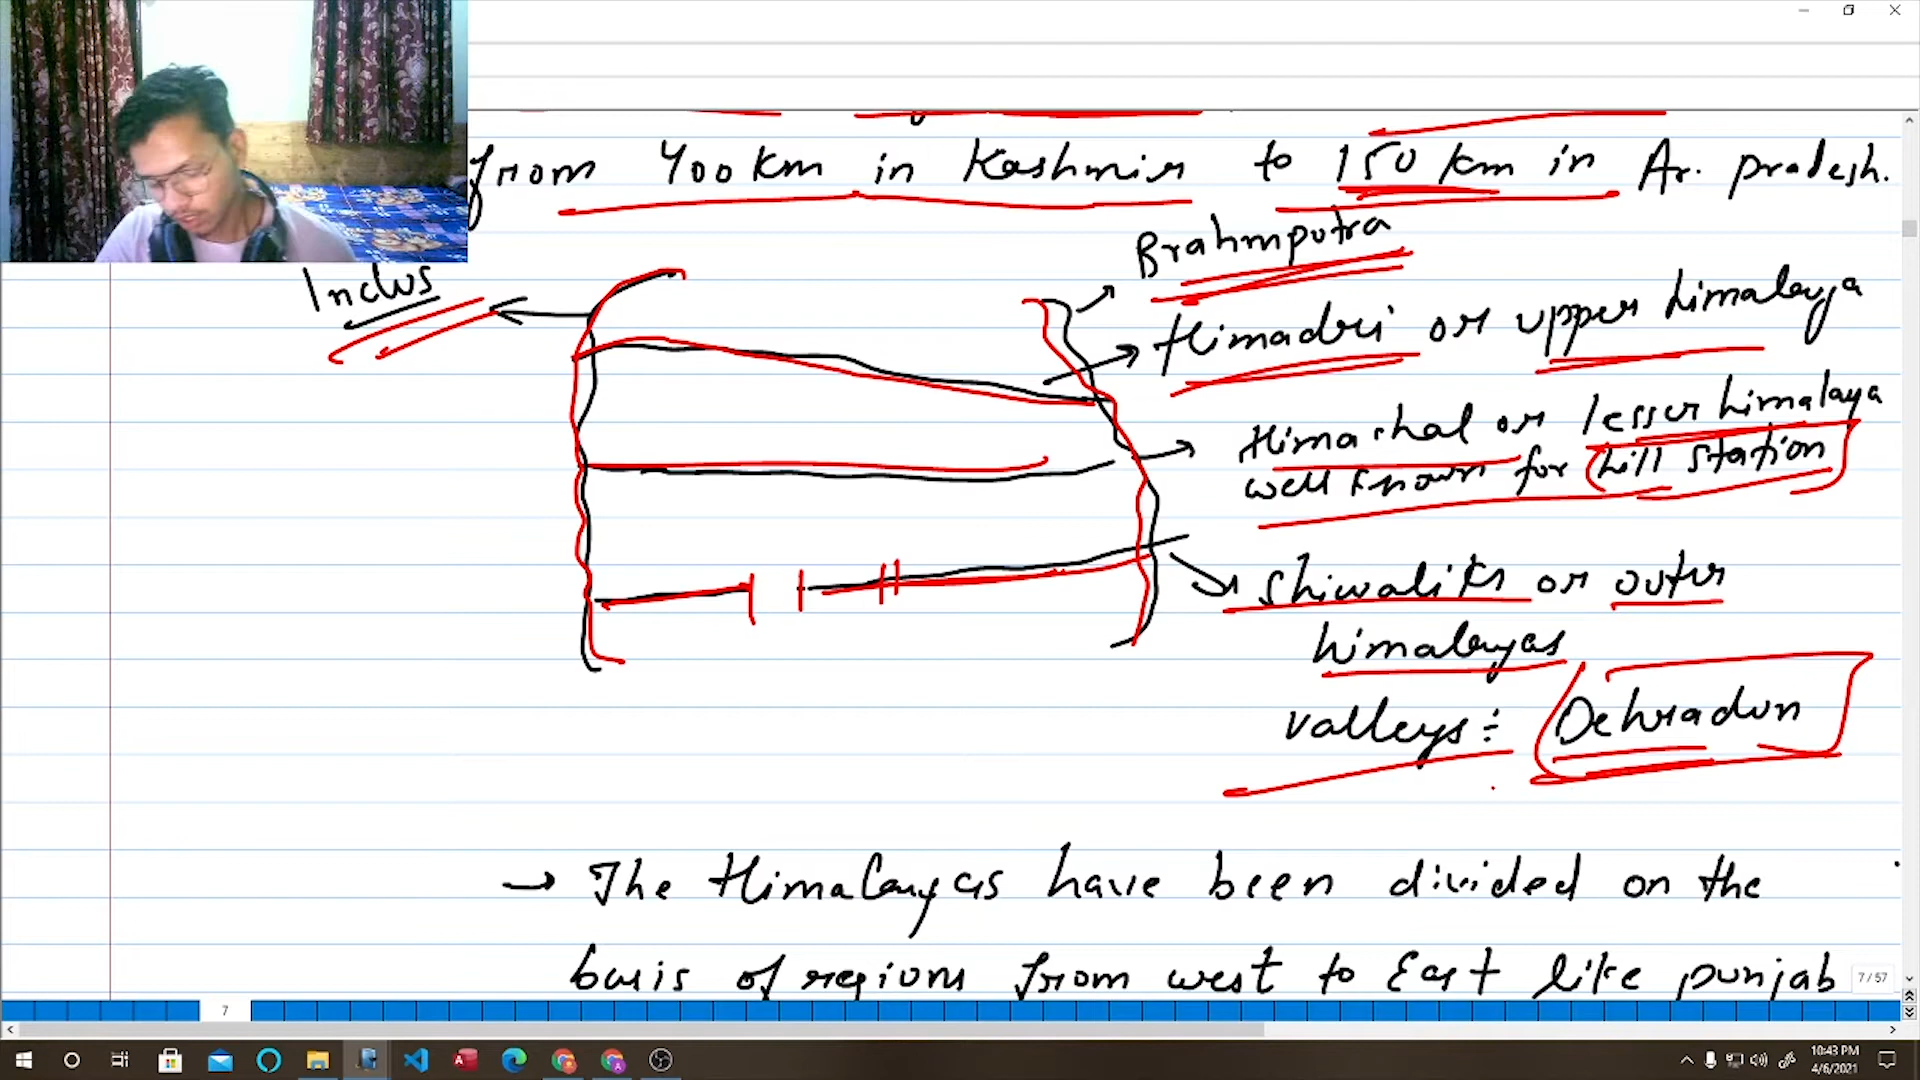 from 400 km in Kashmir to 150 km in Ar. pradesh.
Brahmputra
Indus
Himadri or upper himalaya
Himachal or lesser himalaya
well known for hill station
Shiwaliks or outer
himalayas
valleys :- Dehradun
→ The Himalayas have been divided on the
basis of regions from west to East like punjab
7/57
7
10:43 PM
4/6/2021